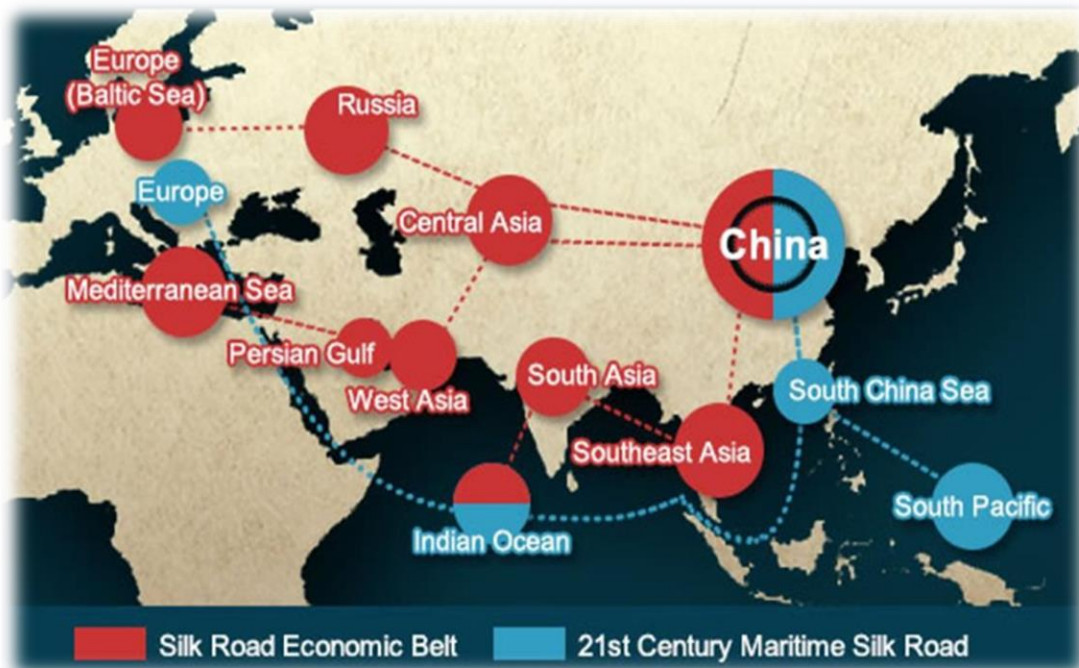 Europe
(Baltic Sea)
Russia
Europe
Central Asia
China
Mediterranean Sea
Persian Gulf
West Asia
South Asia
South China Sea
Southeast Asia
South Pacific
Indian Ocean
Silk Road Economic Belt
21st Century Maritime Silk Road